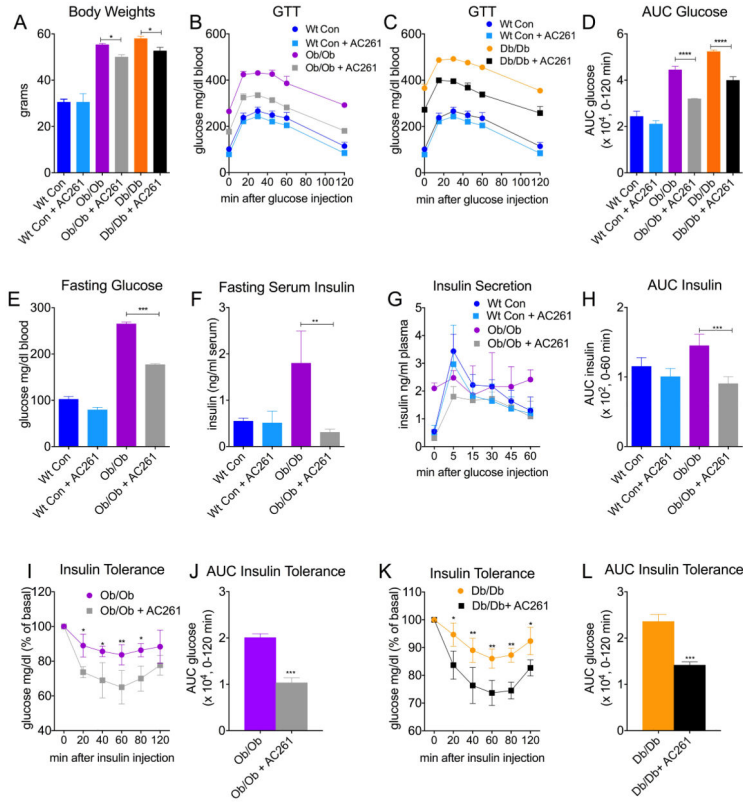 A
Body Weights
grams
80
60
40
20
0
*
*
Wt Con
Wt Con + AC261
Ob/Ob
Ob/Ob + AC261
Db/Db
Db/Db + AC261
B
GTT
glucose mg/dl blood
600
400
200
0
Wt Con
Wt Con + AC261
Ob/Ob
Ob/Ob + AC261
0 20 40 60 80 100 120
min after glucose injection
C
GTT
glucose mg/dl blood
600
400
200
0
Wt Con
Wt Con + AC261
Db/Db
Db/Db + AC261
0 20 40 60 80 100 120
min after glucose injection
D
AUC Glucose
AUC glucose
(x 10⁴, 0-120 min)
6
4
2
0
****
****
Wt Con
Wt Con + AC261
Ob/Ob
Ob/Ob + AC261
Db/Db
Db/Db + AC261
E
Fasting Glucose
glucose mg/dl blood
300
200
100
0
***
Wt Con
Wt Con + AC261
Ob/Ob
Ob/Ob + AC261
F
Fasting Serum Insulin
insulin (ng/ml serum)
3
2
1
0
**
Wt Con
Wt Con + AC261
Ob/Ob
Ob/Ob + AC261
G
Insulin Secretion
insulin ng/ml plasma
5
4
3
2
1
0
Wt Con
Wt Con + AC261
Ob/Ob
Ob/Ob + AC261
0 5 15 30 45 60
min after glucose injection
H
AUC Insulin
AUC insulin
(x 10², 0-60 min)
2
1
0
***
Wt Con
Wt Con+ AC261
Ob/Ob
Ob/Ob + AC261
I
Insulin Tolerance
glucose mg/dl (% of basal)
120
100
80
60
40
Ob/Ob
Ob/Ob + AC261
* * ** *
0 20 40 60 80 120
min after insulin injection
J
AUC Insulin Tolerance
AUC glucose
(x 10⁴, 0-120 min)
3
2
1
0
***
Ob/Ob
Ob/Ob + AC261
K
Insulin Tolerance
glucose mg/dl (% of basal)
110
100
90
80
70
60
Db/Db
Db/Db+ AC261
* ** ** ** *
0 20 40 60 80 120
min after insulin injection
L
AUC Insulin Tolerance
AUC glucose
(x 10⁴, 0-120 min)
3
2
1
0
***
Db/Db
Db/Db+ AC261